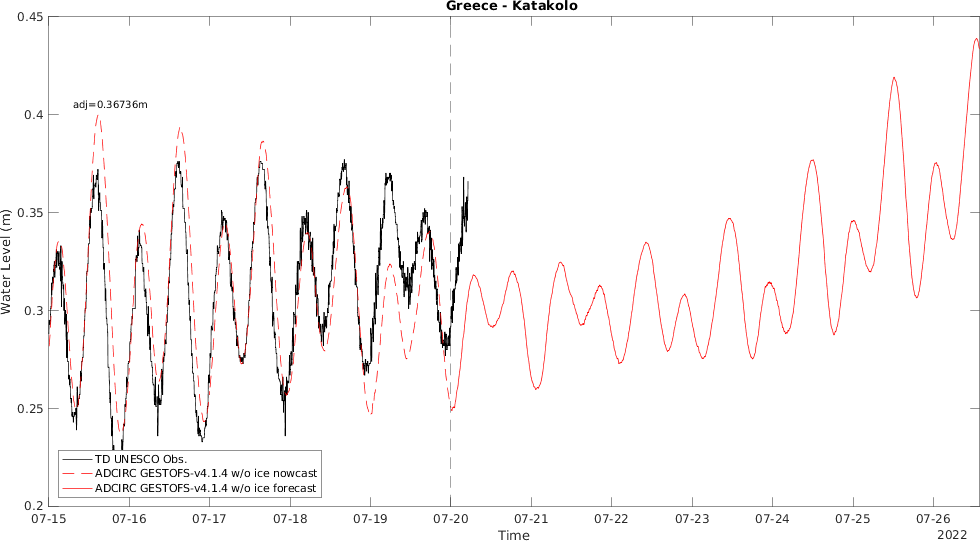 Greece - Katakolo
0.45
adj=0.36736m
0.4
0.35
Water Level (m)
0.3
0.25
0.2
TD UNESCO Obs.
ADCIRC GESTOFS-v4.1.4 w/o ice nowcast
ADCIRC GESTOFS-v4.1.4 w/o ice forecast
07-15 07-16 07-17 07-18 07-19 07-20 07-21 07-22 07-23 07-24 07-25 07-26
Time
2022